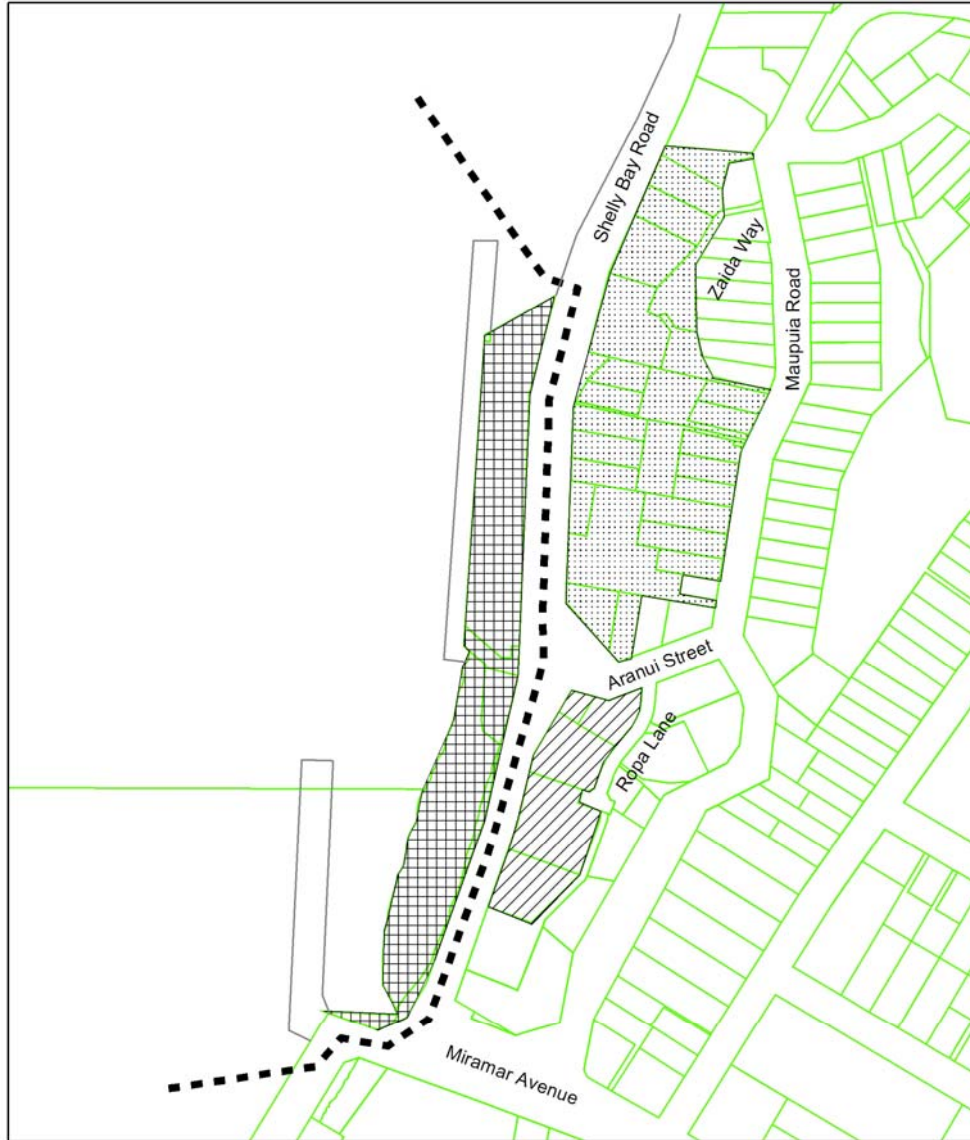 Shelly Bay Road
Zaida Way
Maupuia Road
Aranui Street
Ropa Lane
Miramar Avenue